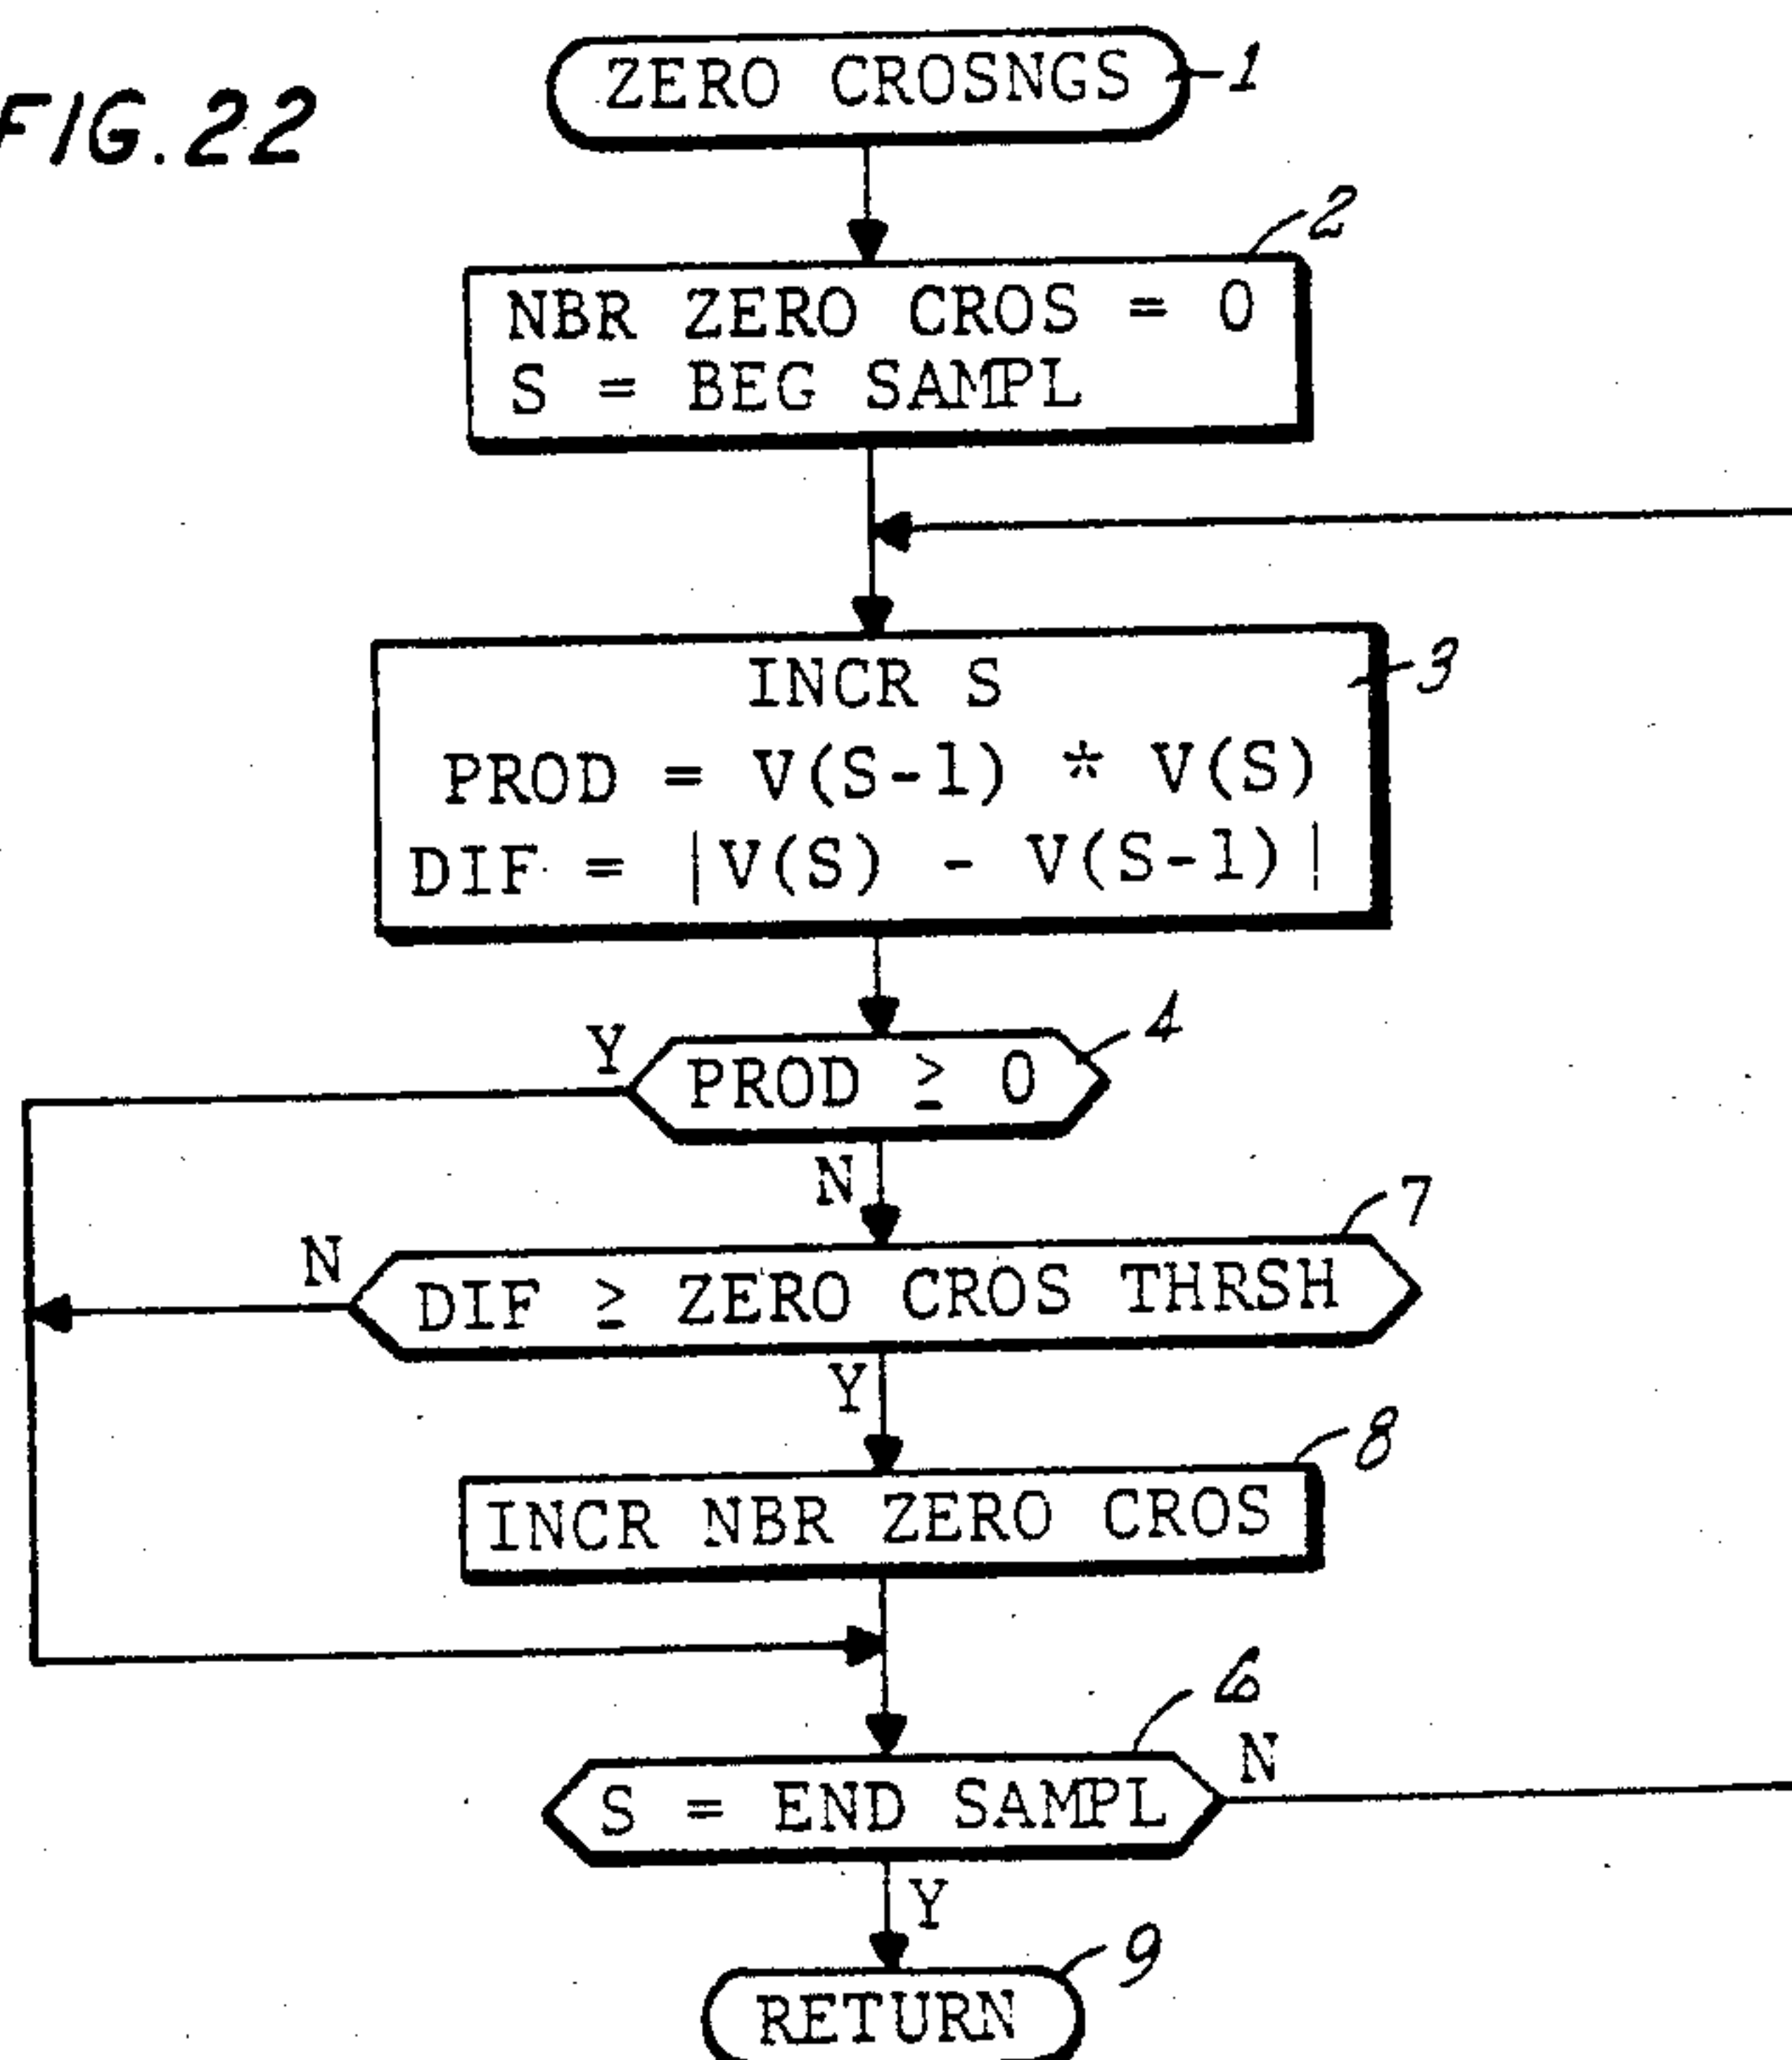 FIG. 22
ZERO CROSNGS
1
2
NBR ZERO CROS = 0
S = BEG SAMPL
3
INCR S
PROD = V(S-1) * V(S)
DIF = |V(S) - V(S-1)|
4
Y
PROD ≥ 0
N
7
N
DIF ≥ ZERO CROS THRSH
Y
8
INCR NBR ZERO CROS
6
N
S = END SAMPL
Y
9
RETURN